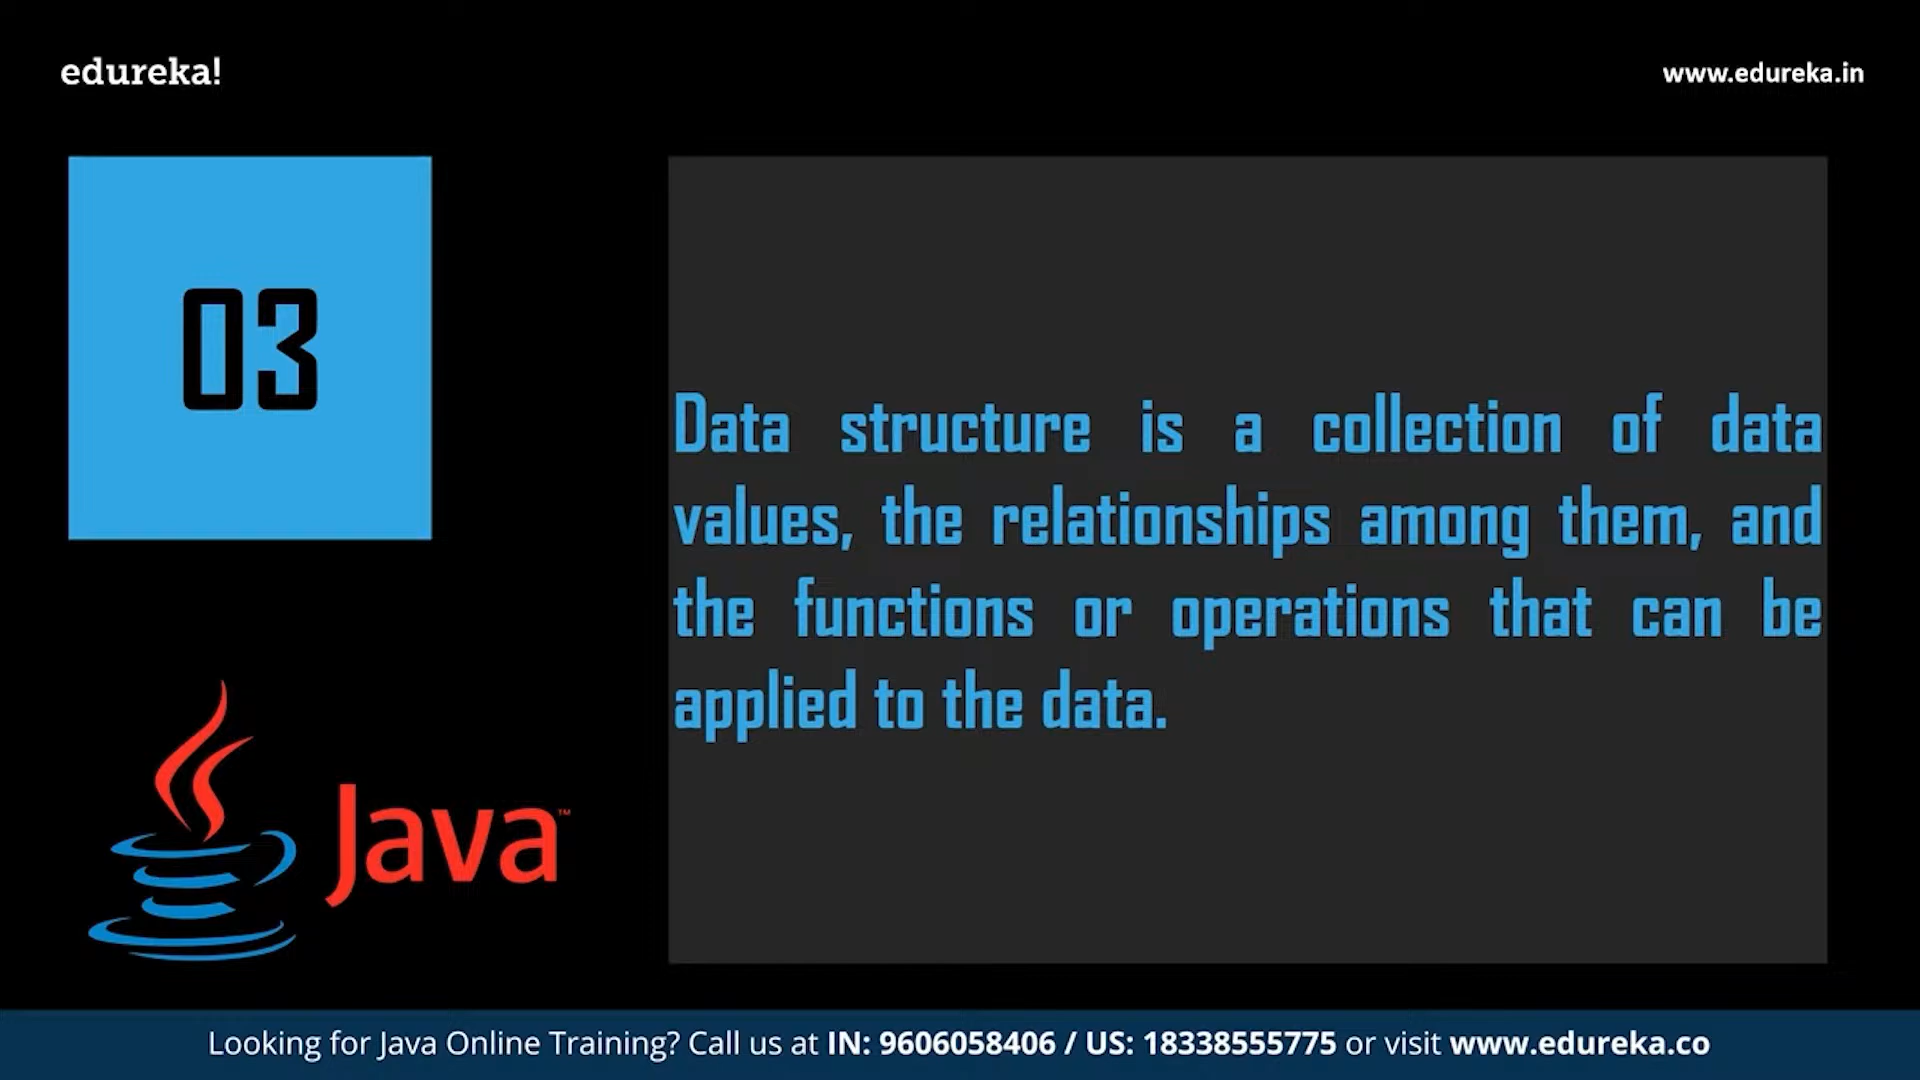 edureka!
www.edureka.in
03
Data structure is a collection of data
values, the relationships among them, and
the functions or operations that can be
applied to the data.
Java™
Looking for Java Online Training? Call us at IN: 9606058406 / US: 18338555775 or visit www.edureka.co